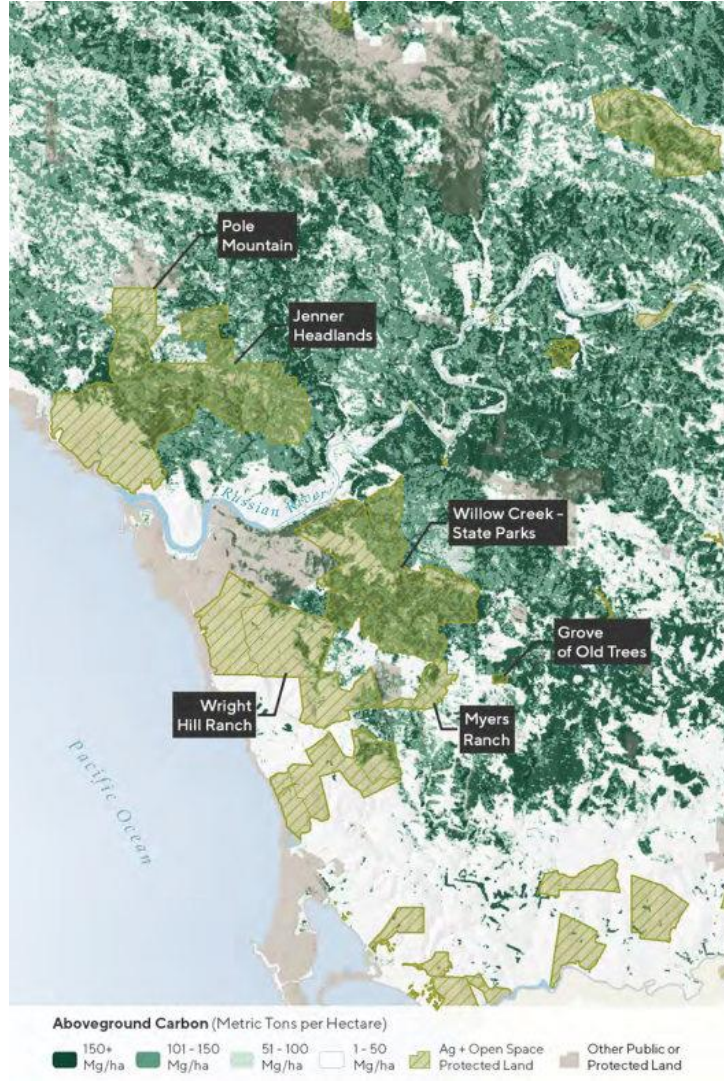 Pole
Mountain
Jenner
Headlands
Russian River
Willow Creek –
State Parks
Grove
of Old Trees
Wright
Hill Ranch
Myers
Ranch
Pacific Ocean
Aboveground Carbon (Metric Tons per Hectare)
150+
Mg/ha
101 - 150
Mg/ha
51 - 100
Mg/ha
1 - 50
Mg/ha
Ag + Open Space
Protected Land
Other Public or
Protected Land